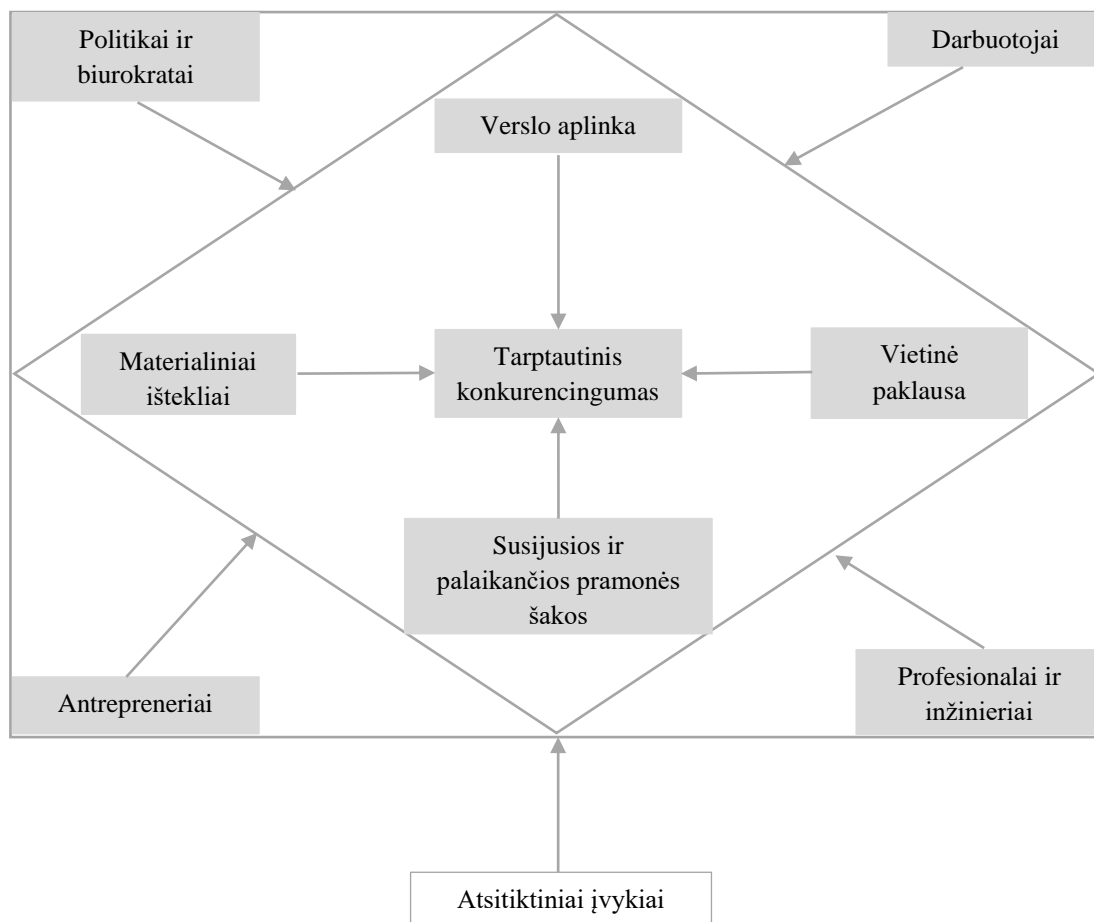 Politikai ir
biurokratai
Darbuotojai
Verslo aplinka
Materialiniai
ištekliai
Tarptautinis
konkurencingumas
Vietinė
paklausa
Susijusios ir
palaikančios pramonės
šakos
Antrepreneriai
Profesionalai ir
inžinieriai
Atsitiktiniai įvykiai